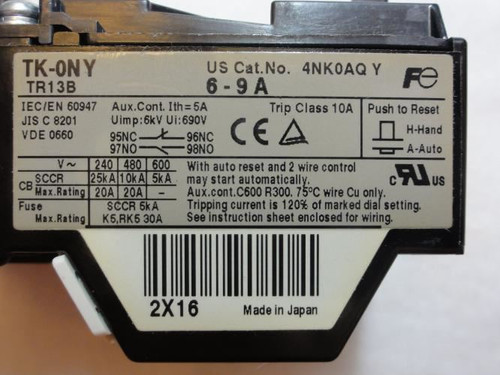 TK-0NY US Cat.No. 4NK0AQ Y Fe
TR13B 6-9A
IEC/EN 60947 Aux.Cont. Ith=5A Trip Class 10A Push to Reset
JIS C 8201 Uimp:6kV Ui:690V H-Hand
VDE 0660 95NC 96NC CE A-Auto
97NO 98NO
V~ 240 480 600 With auto reset and 2 wire control
CB SCCR 25kA 10kA 5kA may start automatically. c UR US
Max.Rating 20A 20A – Aux.cont.C600 R300. 75°C wire Cu only.
Fuse SCCR 5kA Tripping current is 120% of marked dial setting.
Max.Rating K5,RK5 30A See instruction sheet enclosed for wiring.
2X16 Made in Japan